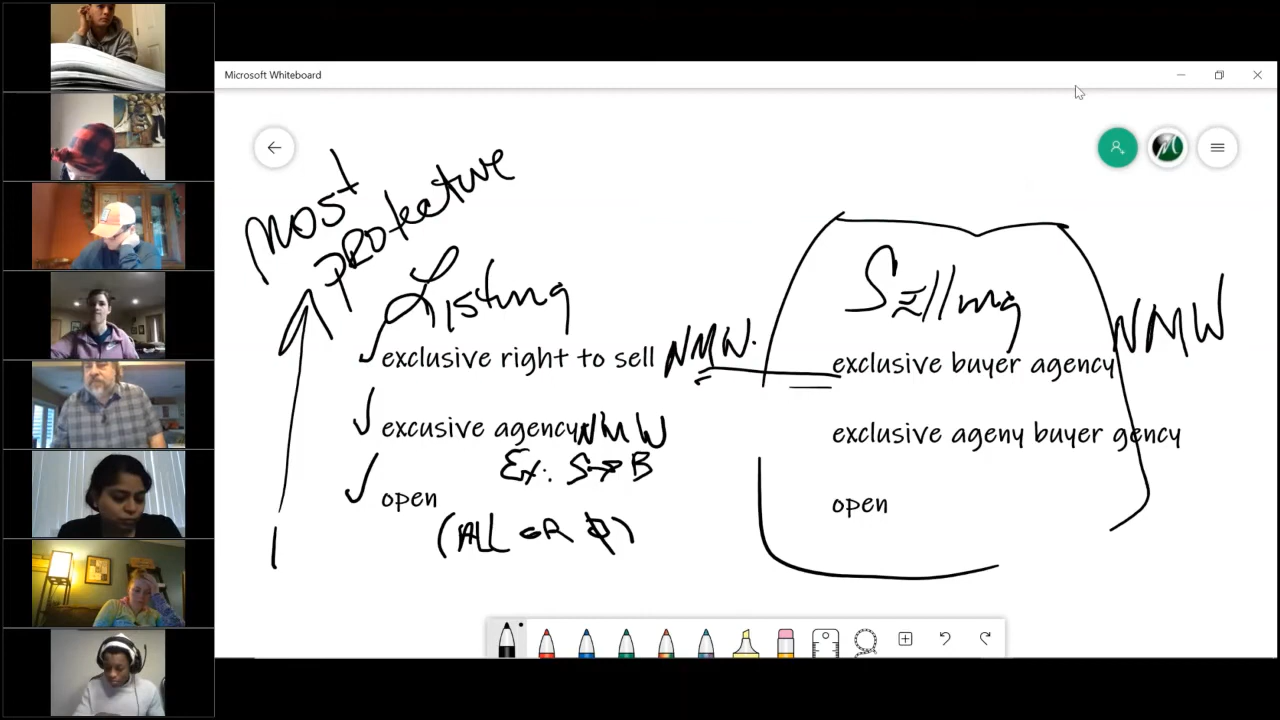 Microsoft Whiteboard
most
protective
Listing
exclusive right to sell NMW.
excusive agency NMW
Ex: S→B
open
(ALL OR ϕ)
Selling
exclusive buyer agency NMW
exclusive ageny buyer gency
open